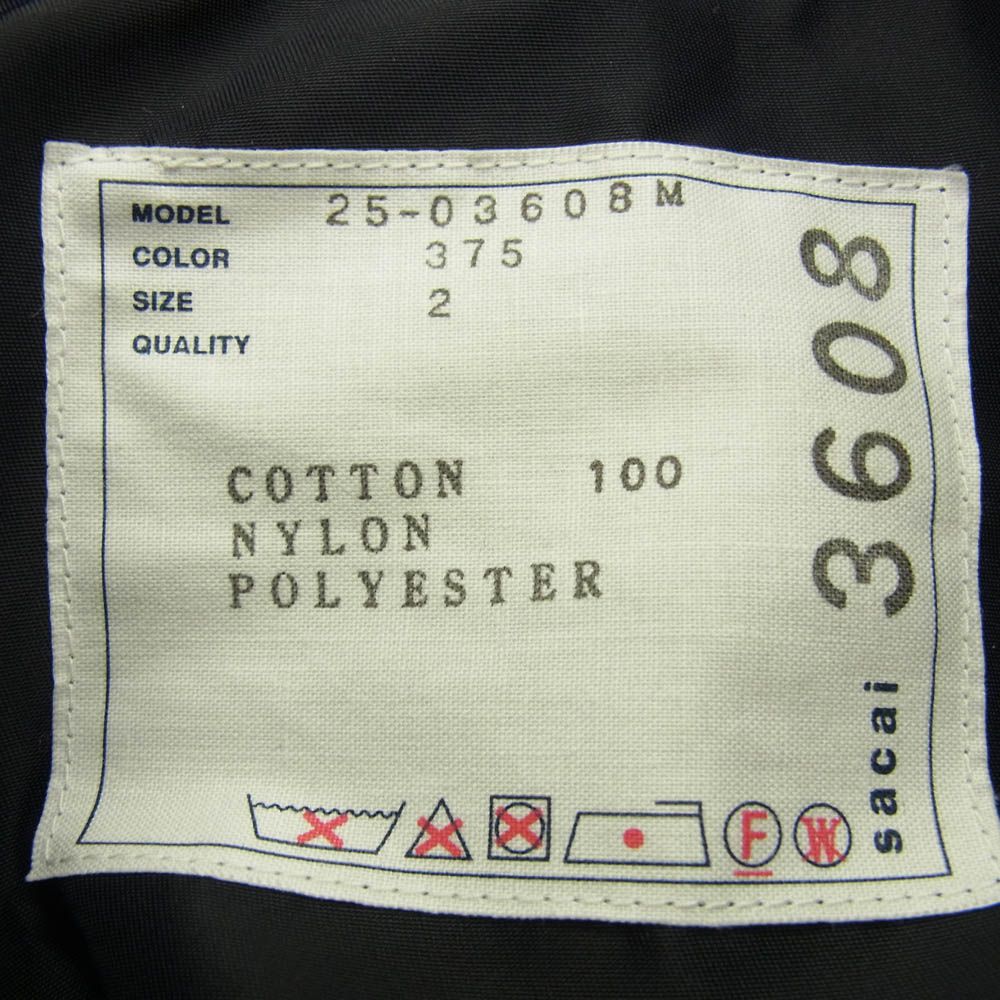 MODEL 25-03608M
COLOR 375
SIZE 2
QUALITY
COTTON 100
NYLON
POLYESTER
F W
sacai 3608